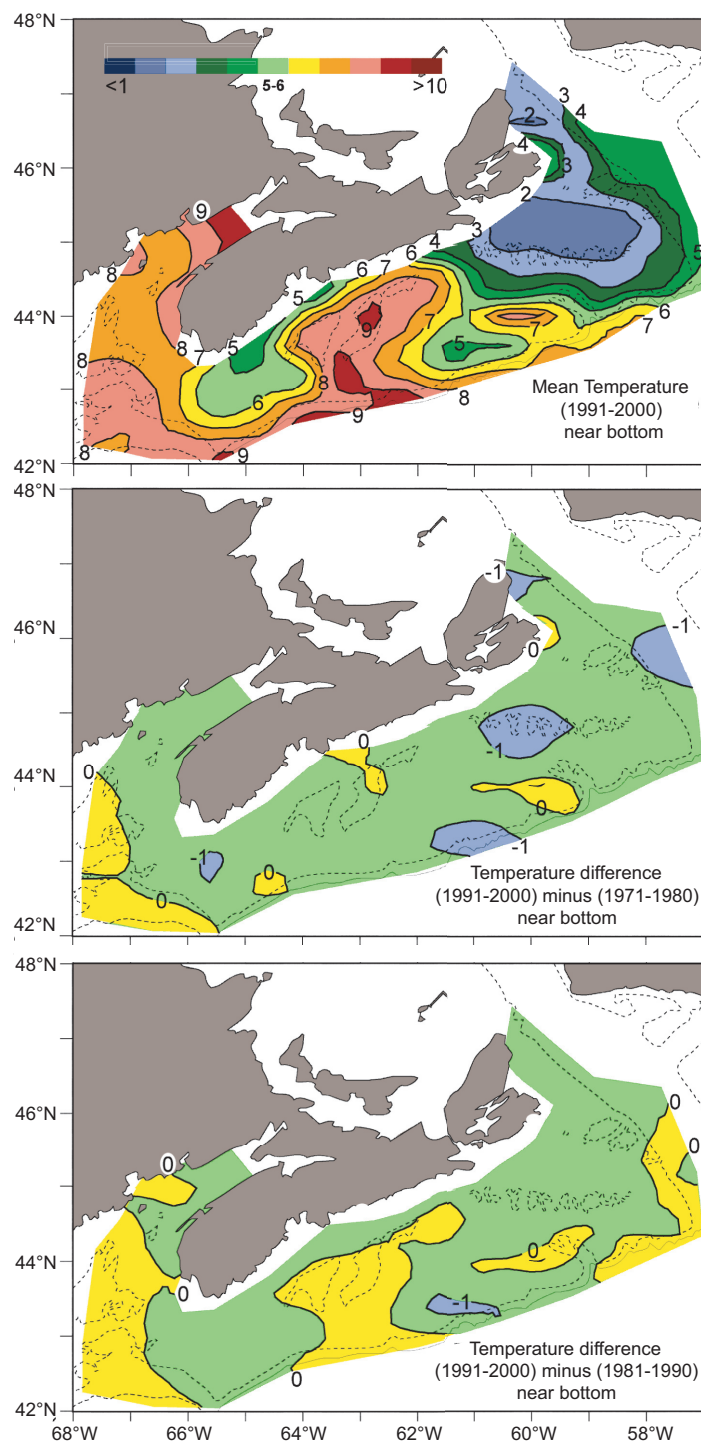 48°N
<1
5-6
>10
3
4
2
4
3
46°N
2
9
3
8
4
6
7
6
5
5
6
44°N
9
7
7
7
8
7
5
5
8
8
6
8
Mean Temperature
9
(1991-2000)
8
9
near bottom
42°N
48°N
-1
46°N
-1
0
0
-1
44°N
0
0
-1
-1
0
Temperature difference
0
(1991-2000) minus (1971-1980)
42°N
near bottom
48°N
46°N
0
0
0
44°N
0
0
-1
Temperature difference
0
(1991-2000) minus (1981-1990)
42°N
near bottom
68°W
66°W
64°W
62°W
60°W
58°W